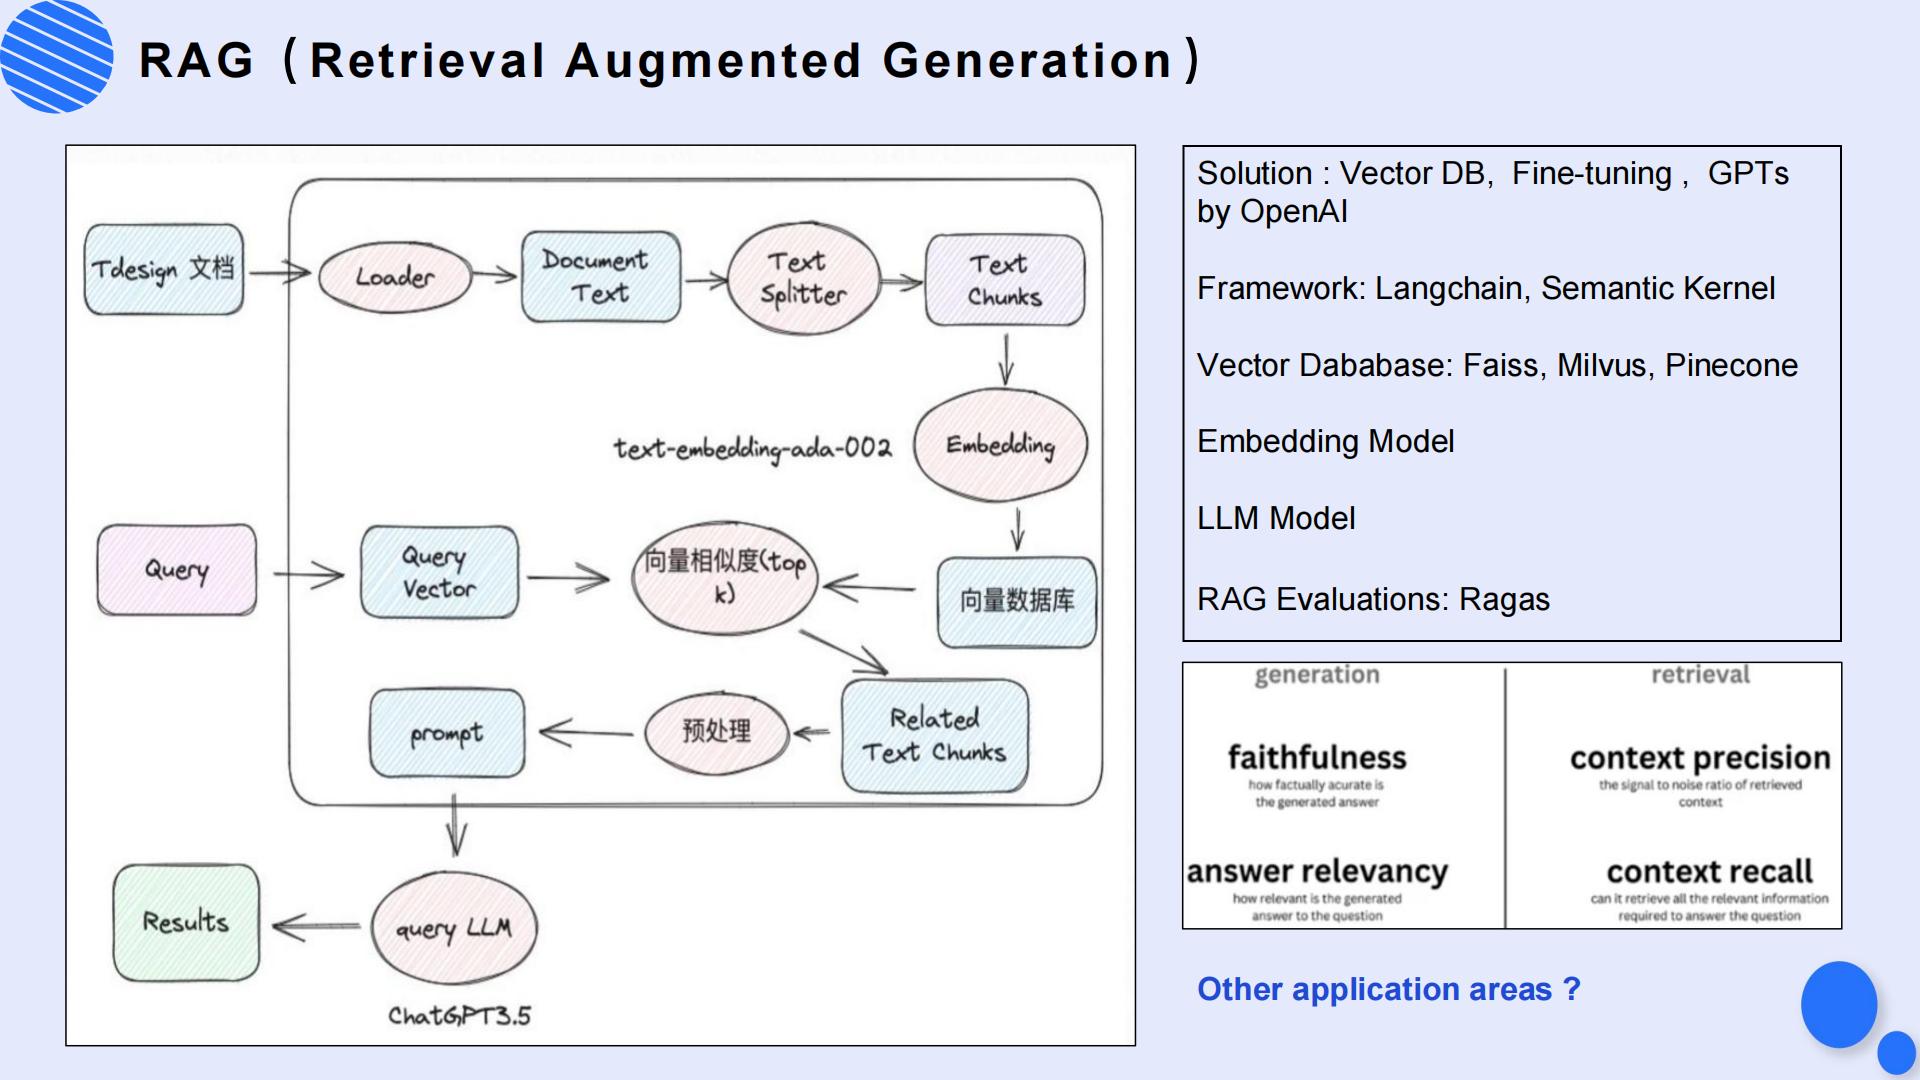 RAG（Retrieval Augmented Generation）
Tdesign 文档
Loader
Document
Text
Text
Splitter
Text
Chunks
text-embedding-ada-002
Embedding
Query
Query
Vector
向量相似度(top
k)
向量数据库
prompt
预处理
Related
Text Chunks
Results
query LLM
ChatGPT3.5
Solution : Vector DB,  Fine-tuning ,  GPTs
by OpenAI
Framework: Langchain, Semantic Kernel
Vector Dababase: Faiss, Milvus, Pinecone
Embedding Model
LLM Model
RAG Evaluations: Ragas
generation
faithfulness
how factually acurate is
the generated answer
answer relevancy
how relevant is the generated
answer to the question
retrieval
context precision
the signal to noise ratio of retrieved
context
context recall
can it retrieve all the relevant information
required to answer the question
Other application areas ?